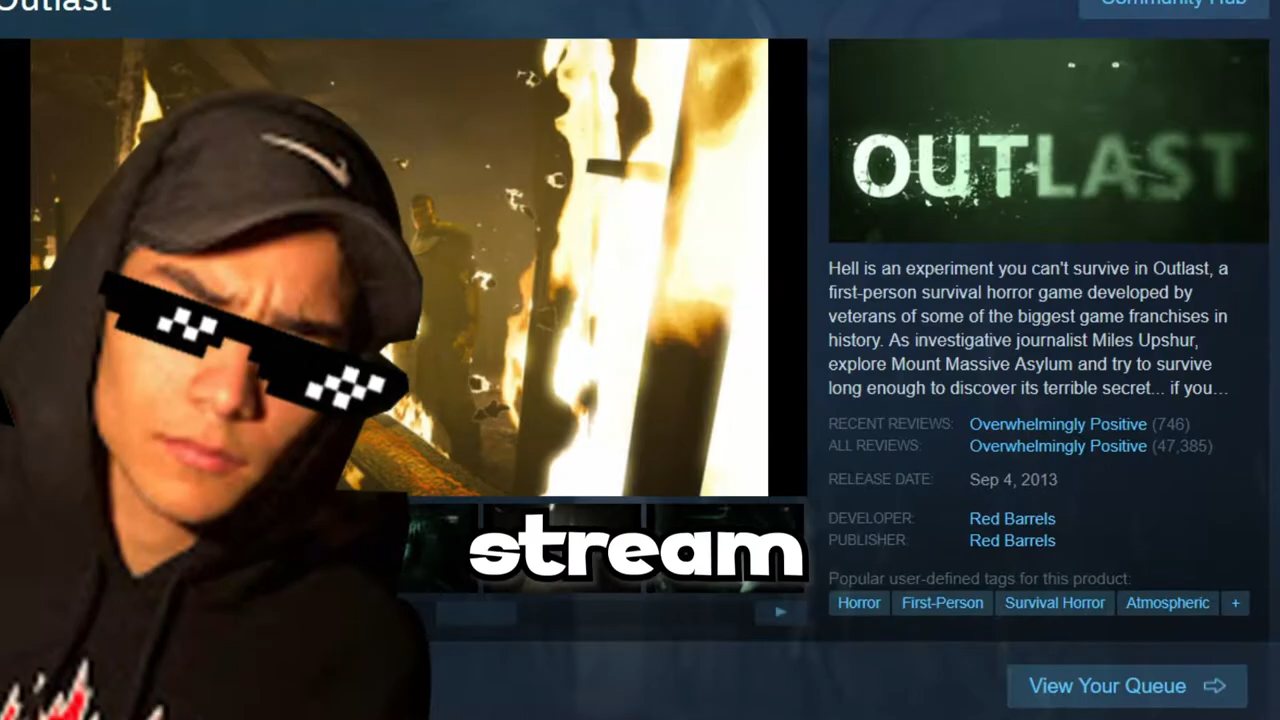 Outlast
Community Hub
OUTLAST
Hell is an experiment you can't survive in Outlast, a
first-person survival horror game developed by
veterans of some of the biggest game franchises in
history. As investigative journalist Miles Upshur,
explore Mount Massive Asylum and try to survive
long enough to discover its terrible secret... if you...
RECENT REVIEWS: Overwhelmingly Positive (746)
ALL REVIEWS: Overwhelmingly Positive (47,385)
RELEASE DATE: Sep 4, 2013
DEVELOPER: Red Barrels
PUBLISHER: Red Barrels
Popular user-defined tags for this product:
Horror First-Person Survival Horror Atmospheric +
stream
View Your Queue